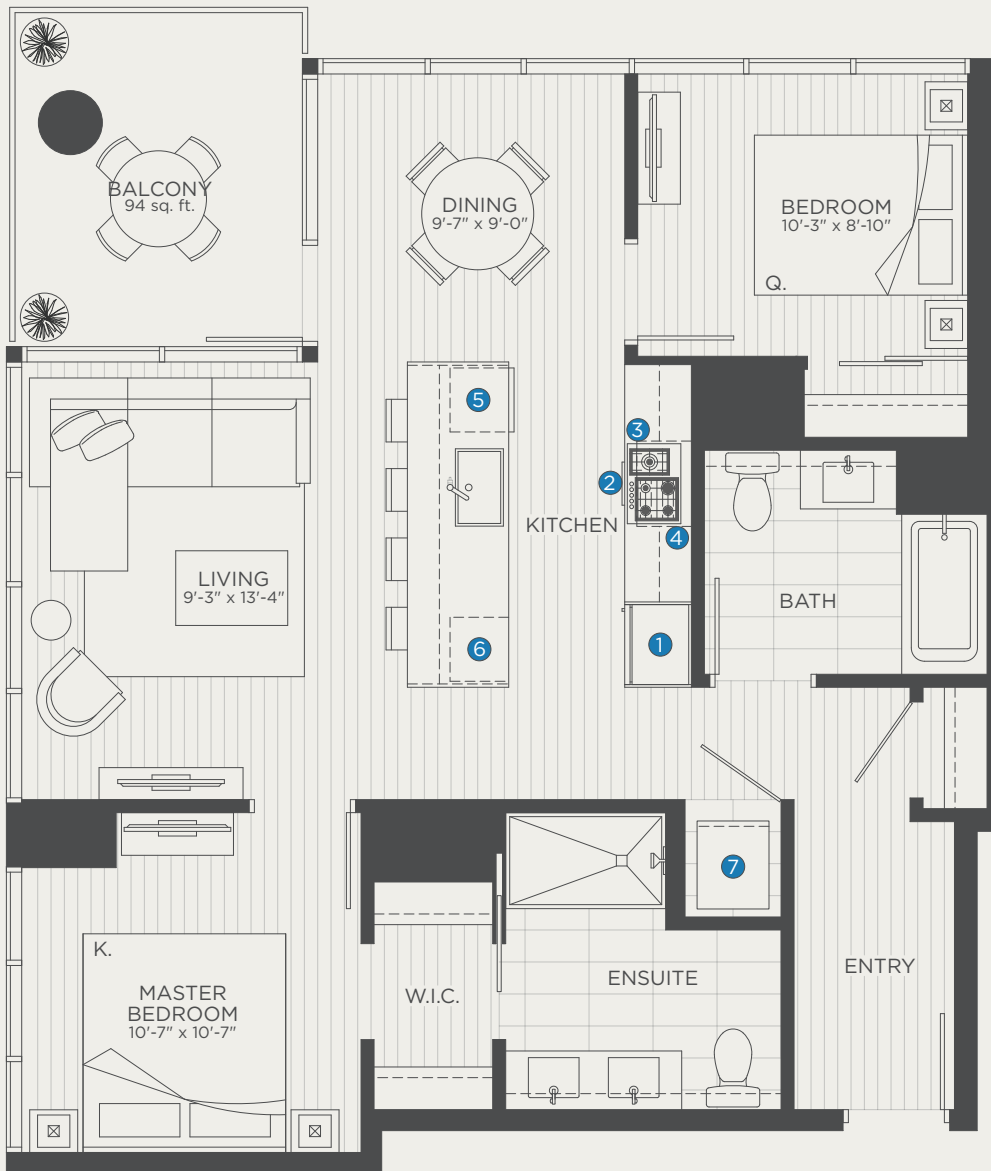 BALCONY
94 sq. ft.
DINING
9'-7" x 9'-0"
BEDROOM
10'-3" x 8'-10"
Q.
5
3
2
KITCHEN
4
LIVING
9'-3" x 13'-4"
BATH
6
1
7
K.
MASTER
BEDROOM
10'-7" x 10'-7"
W.I.C.
ENSUITE
ENTRY